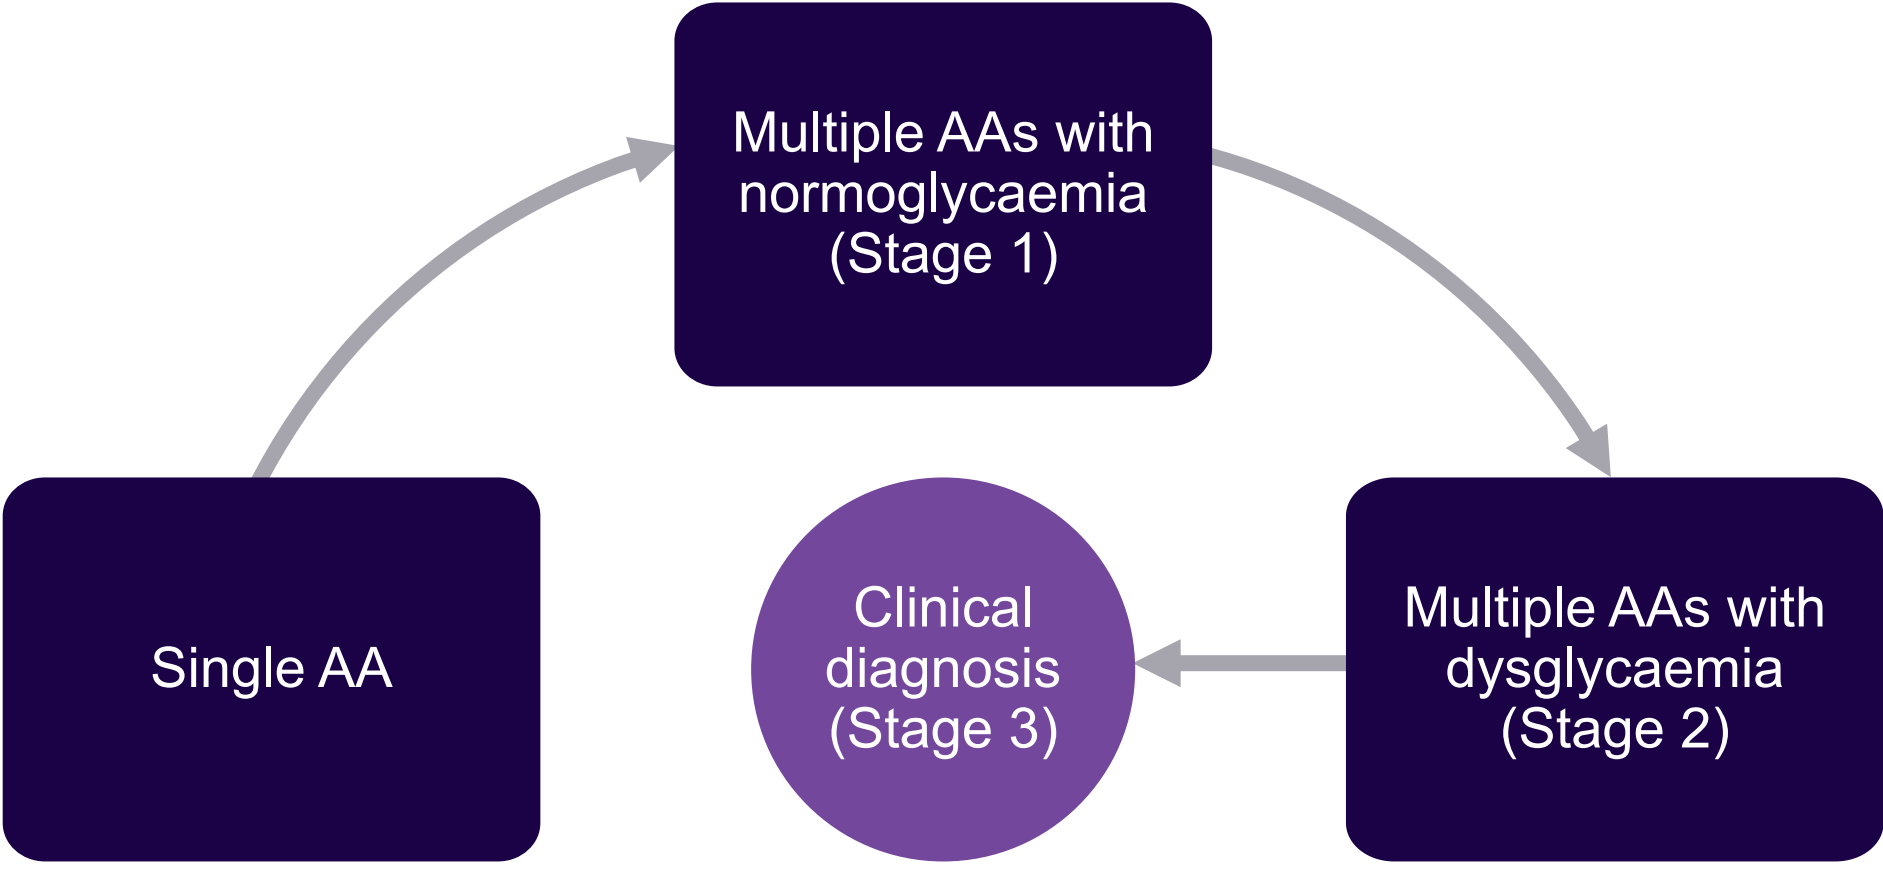 Multiple AAs with
normoglycaemia
(Stage 1)
Single AA
Clinical
diagnosis
(Stage 3)
Multiple AAs with
dysglycaemia
(Stage 2)